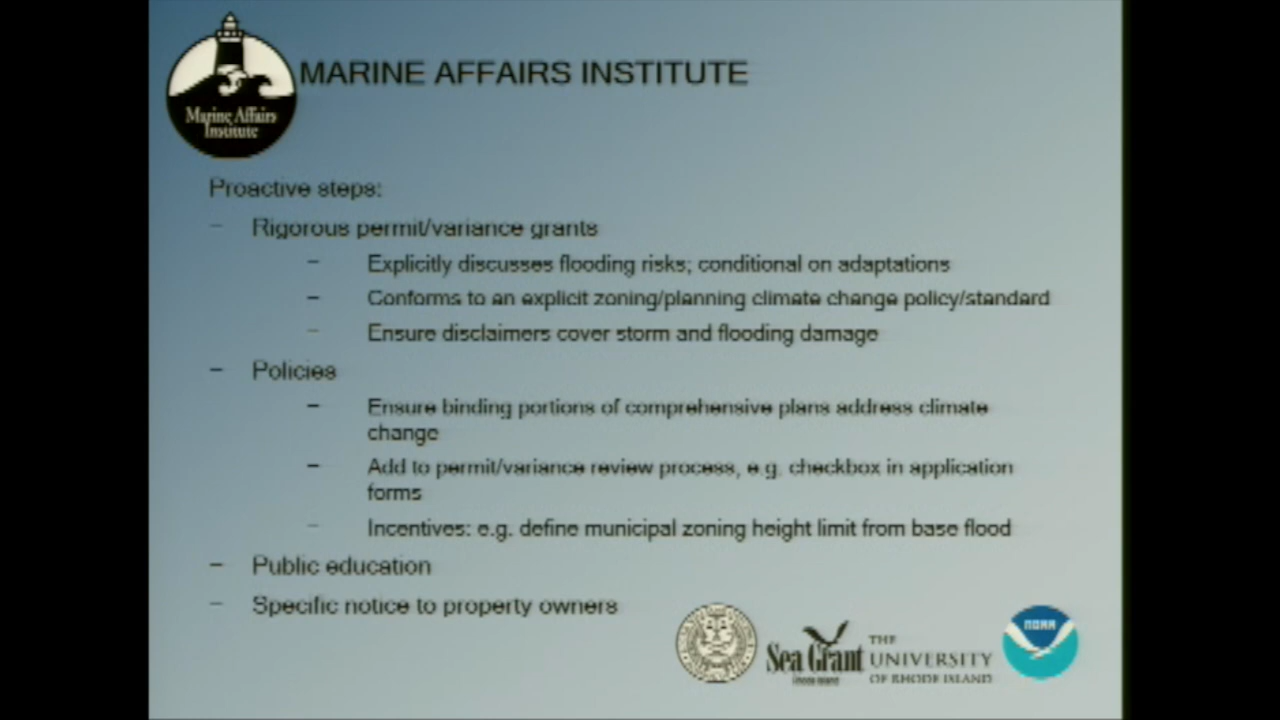 MARINE AFFAIRS INSTITUTE
Marine Affairs
Institute
Proactive steps:
– Rigorous permit/variance grants
– Explicitly discusses flooding risks; conditional on adaptations
– Conforms to an explicit zoning/planning climate change policy/standard
– Ensure disclaimers cover storm and flooding damage
– Policies
– Ensure binding portions of comprehensive plans address climate
change
– Add to permit/variance review process, e.g. checkbox in application
forms
– Incentives: e.g. define municipal zoning height limit from base flood
– Public education
– Specific notice to property owners
Sea Grant
Rhode Island
THE
UNIVERSITY
OF RHODE ISLAND
NOAA